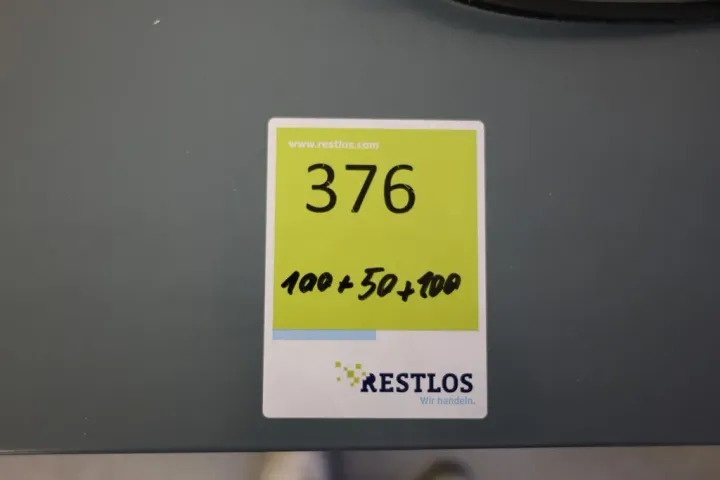 www.restlos.com
376
100 + 50 + 100
RESTLOS
Wir handeln.